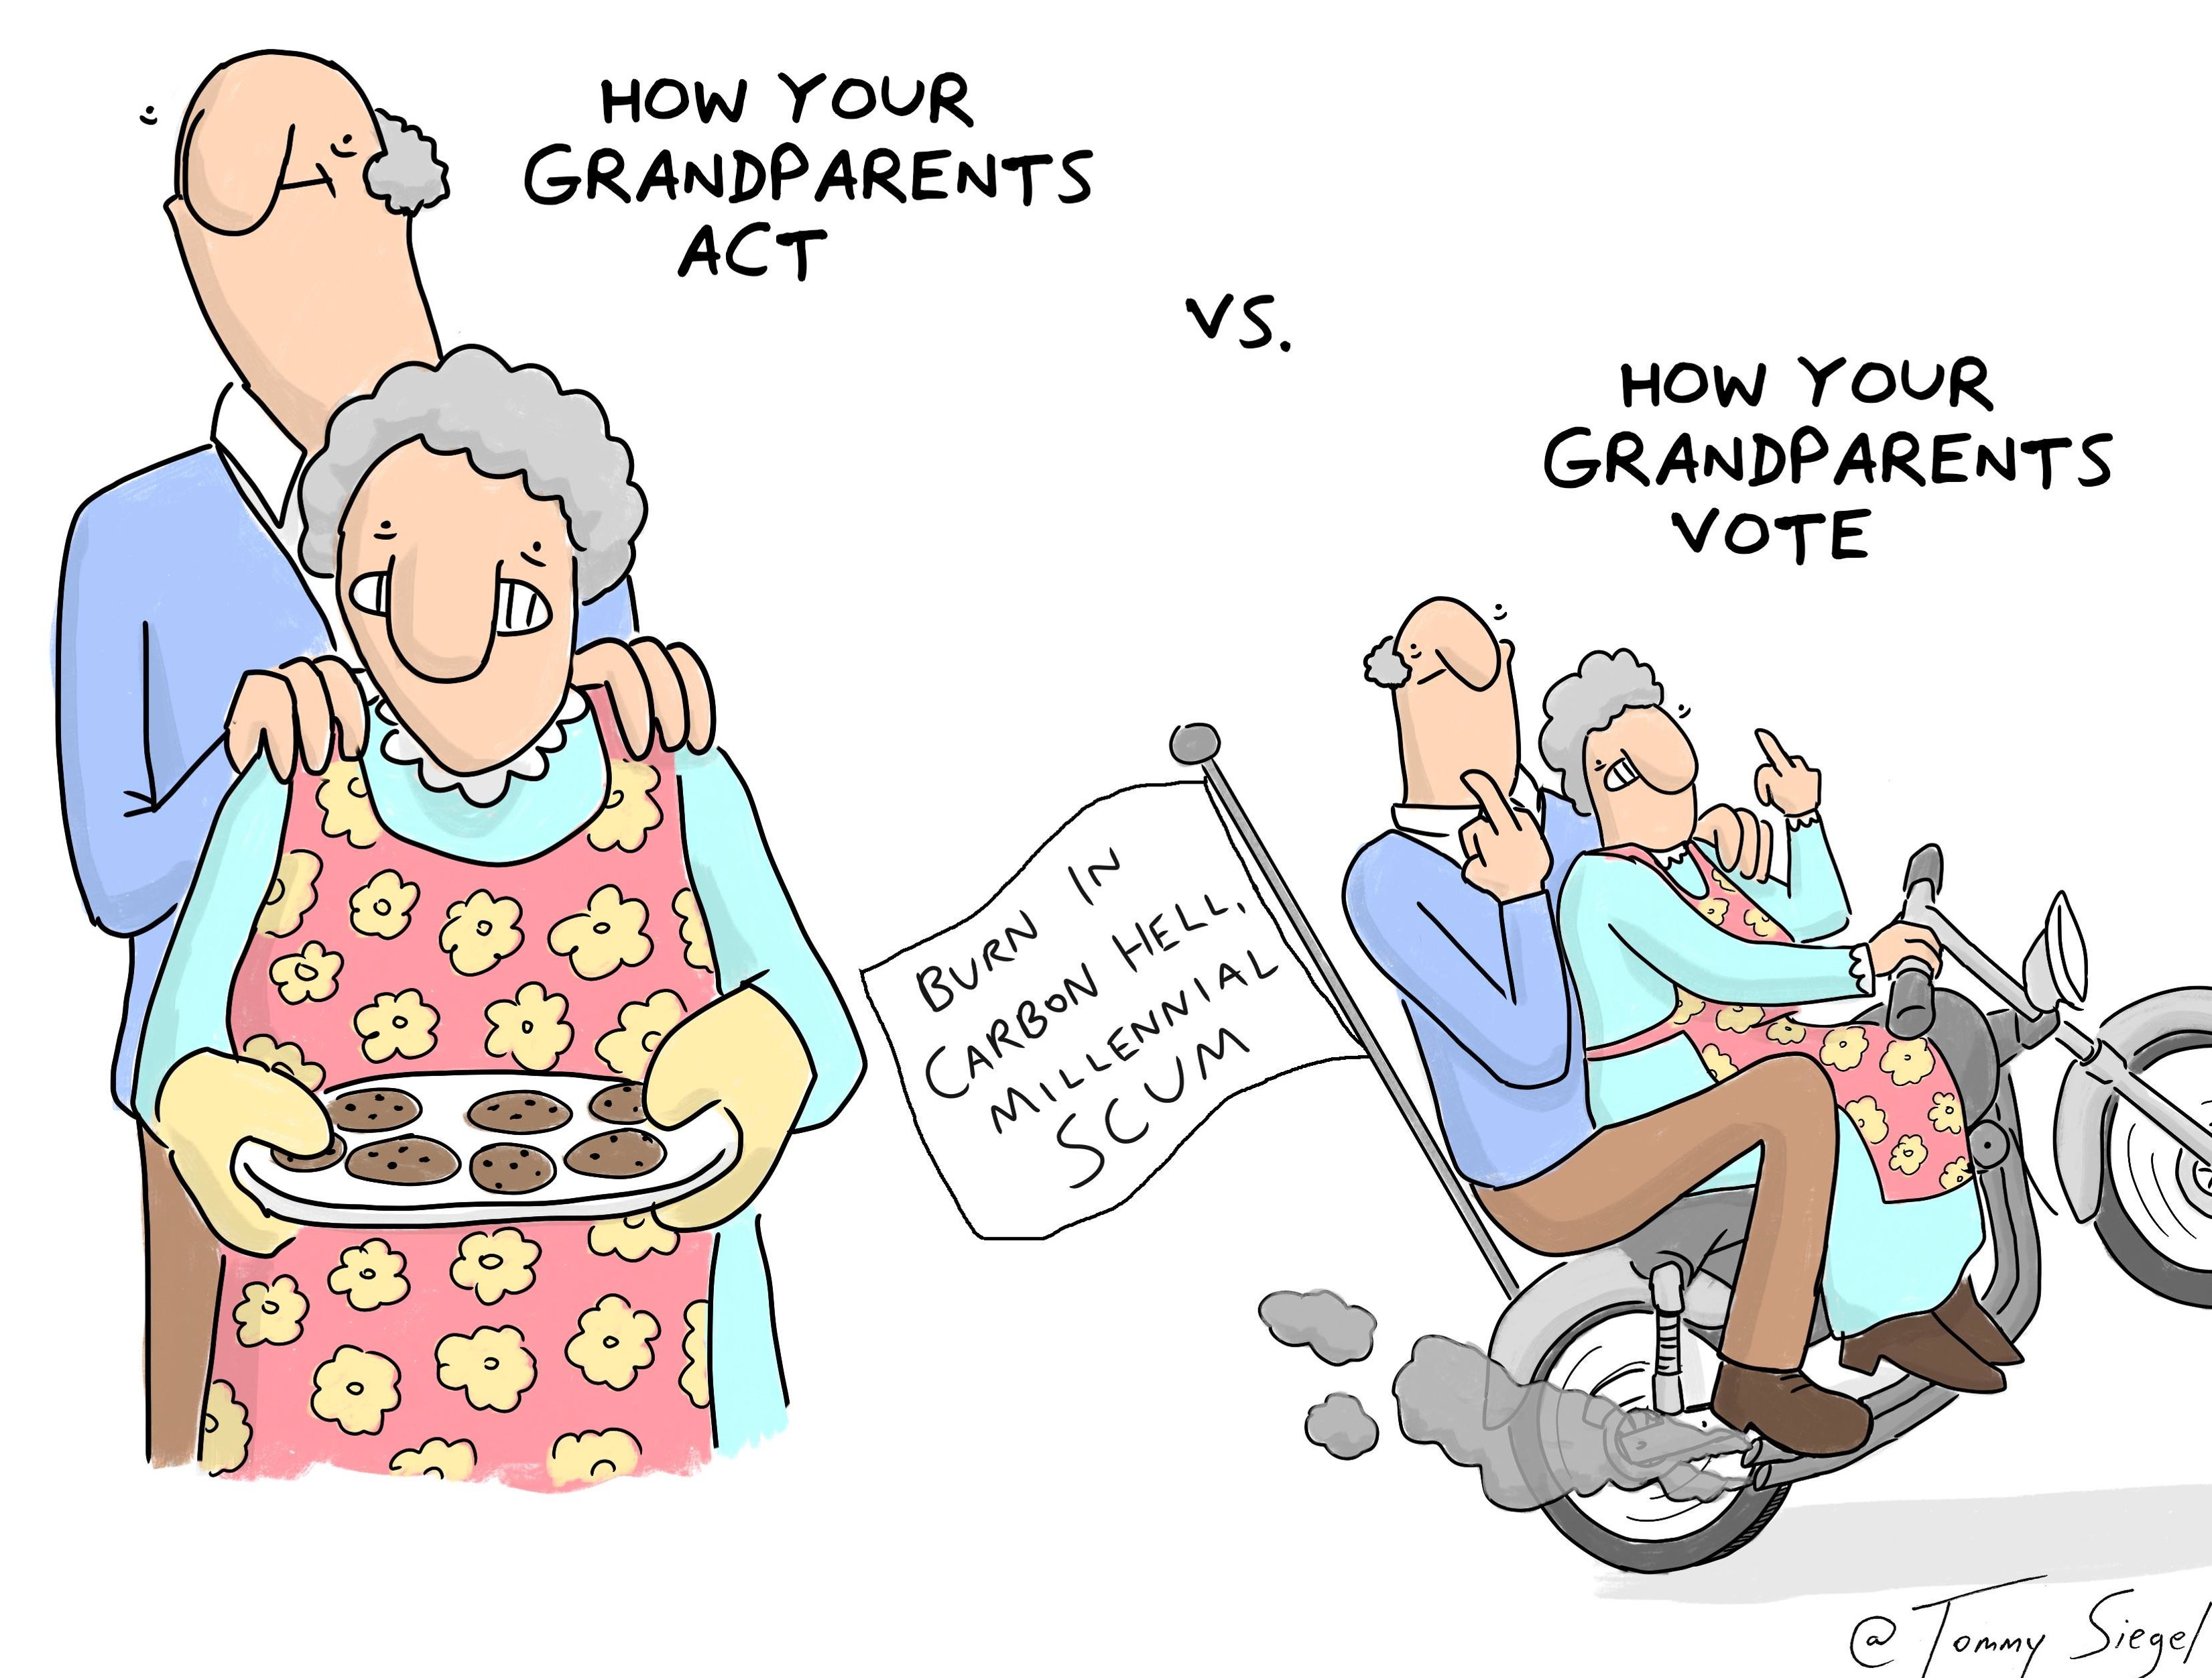 HOW YOUR
GRANDPARENTS
ACT
VS.
HOW YOUR
GRANDPARENTS
VOTE
BURN IN
CARBON HELL,
MILLENNIAL
SCUM
@Tommy Siegel